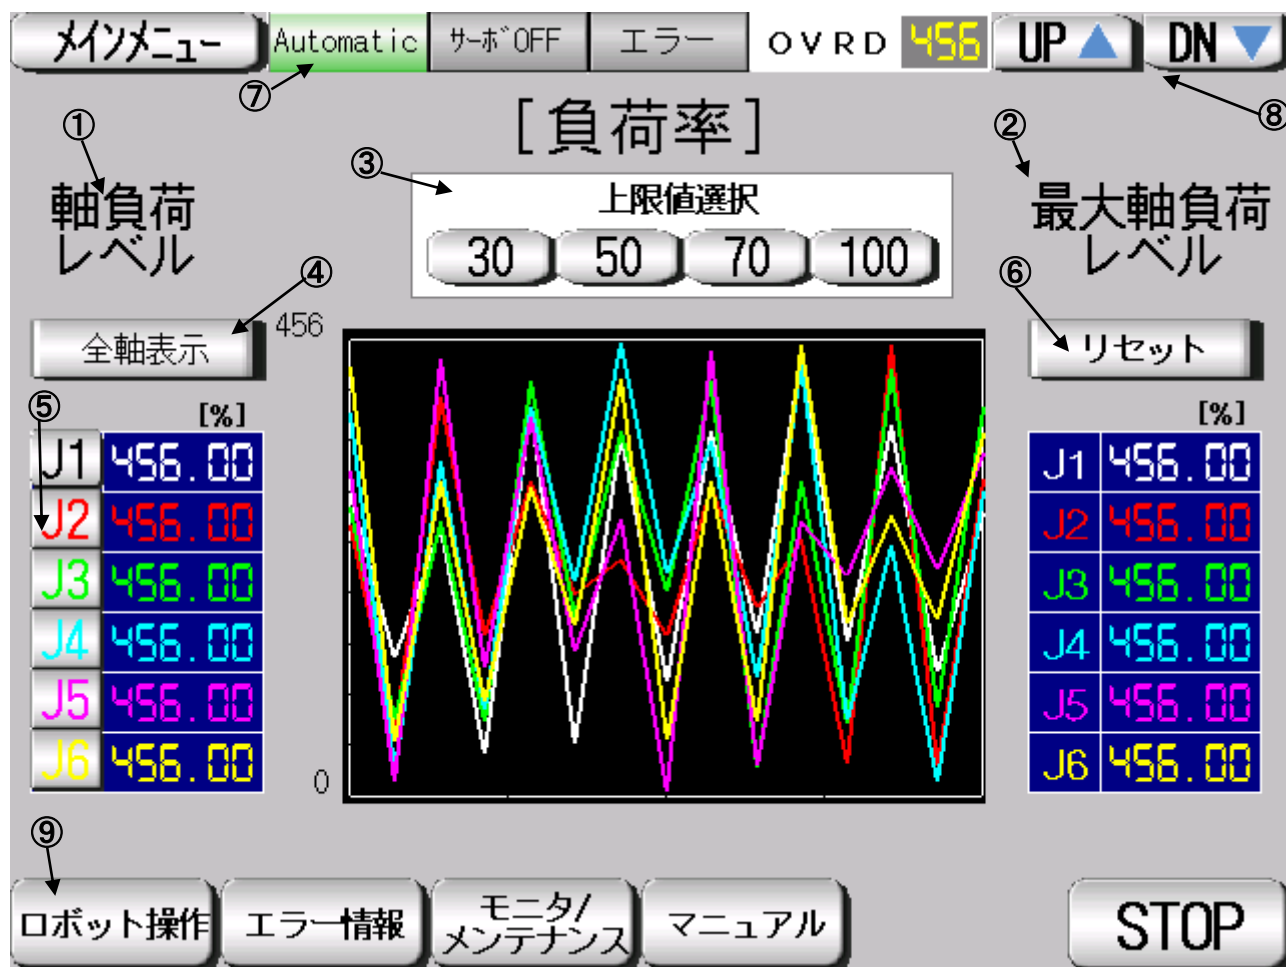 メインメニュー Automatic サーボOFF エラー OVRD 456 UP DN
⑦ ⑧
① [負荷率] ②
③
上限値選択
軸負荷
レベル
最大軸負荷
レベル
30 50 70 100
④ ⑥
全軸表示 456 リセット
⑤ [%] [%]
J1 456.00 J1 456.00
J2 456.00 J2 456.00
J3 456.00 J3 456.00
J4 456.00 J4 456.00
J5 456.00 J5 456.00
J6 456.00 0 J6 456.00
⑨
ロボット操作 エラー情報 モニタ/
メンテナンス マニュアル STOP